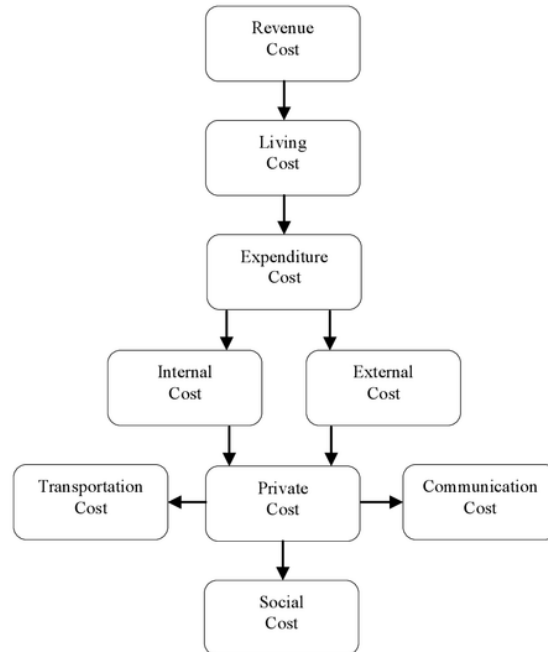 Revenue
Cost
Living
Cost
Expenditure
Cost
Internal
Cost
External
Cost
Transportation
Cost
Private
Cost
Communication
Cost
Social
Cost